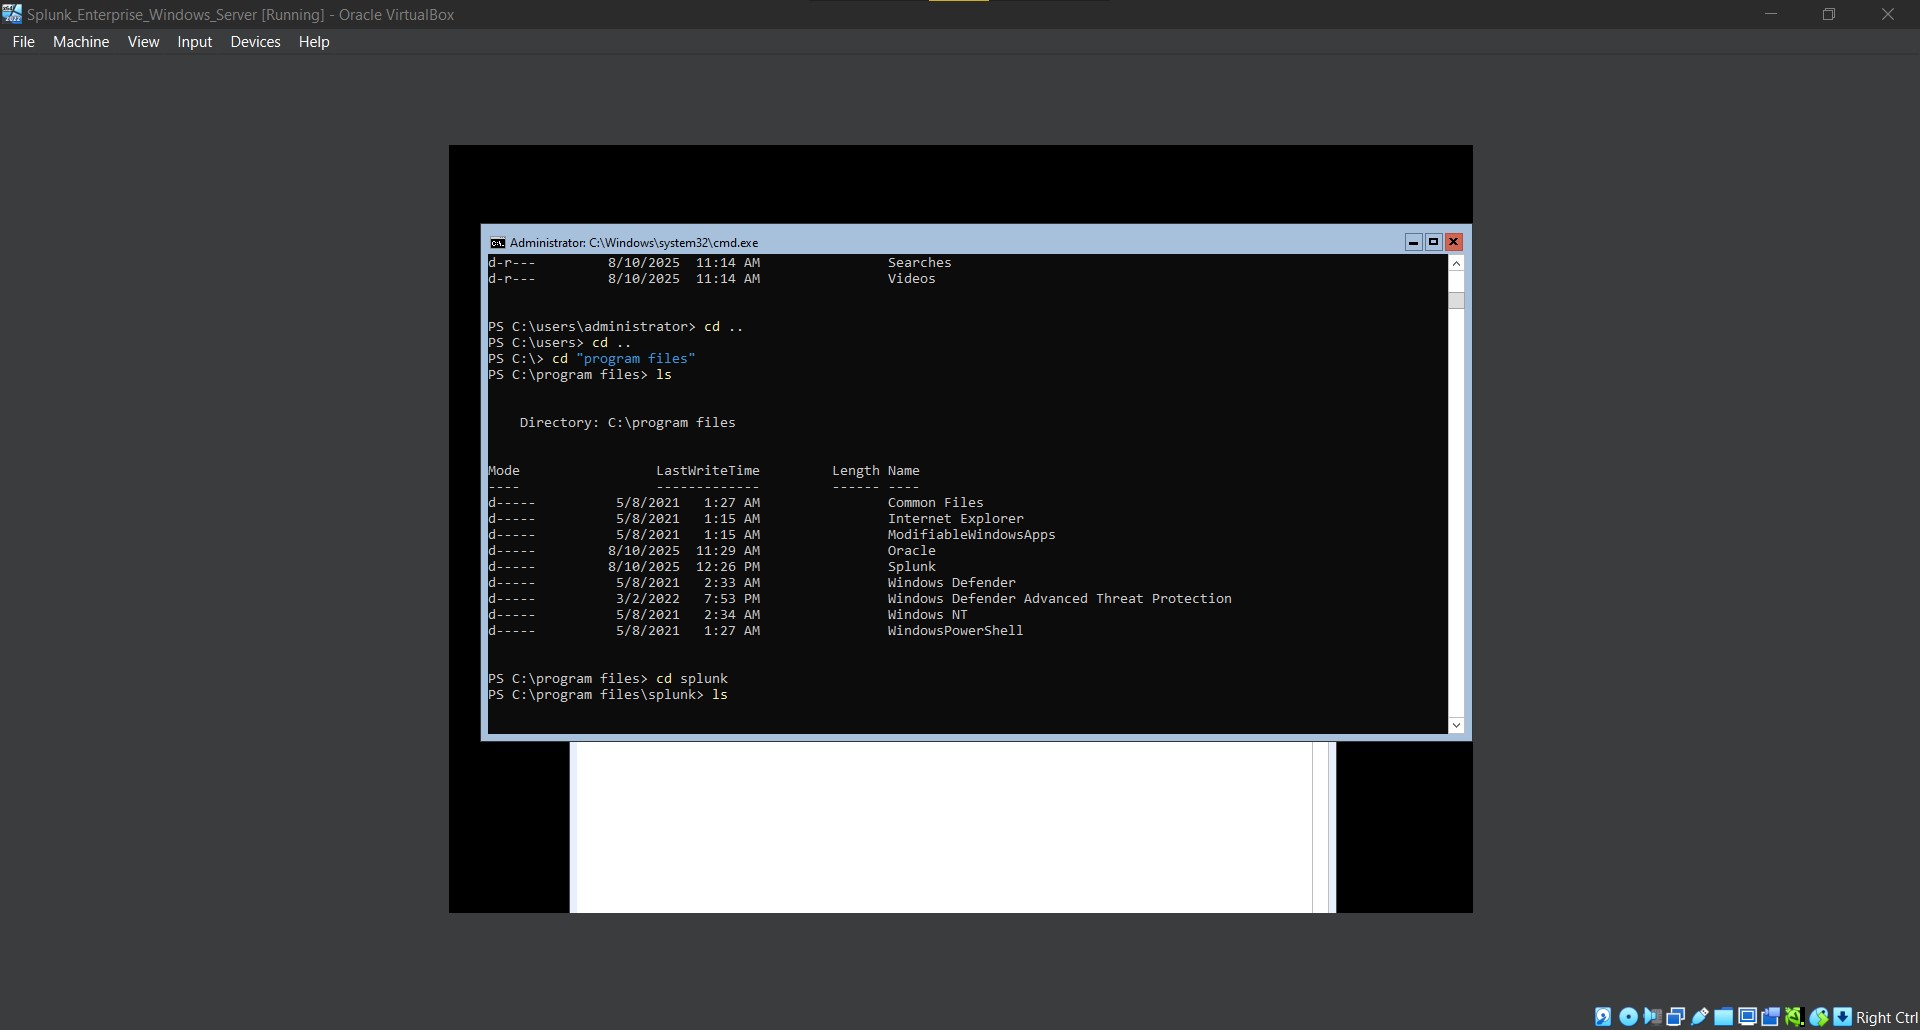 Splunk_Enterprise_Windows_Server [Running] - Oracle VirtualBox
File Machine View Input Devices Help
Administrator: C:\Windows\system32\cmd.exe
d-r--- 8/10/2025 11:14 AM Searches
d-r--- 8/10/2025 11:14 AM Videos
PS C:\users\administrator> cd ..
PS C:\users> cd ..
PS C:\> cd "program files"
PS C:\program files> ls
Directory: C:\program files
Mode LastWriteTime Length Name
---- ------------- ------ ----
d----- 5/8/2021 1:27 AM Common Files
d----- 5/8/2021 1:15 AM Internet Explorer
d----- 5/8/2021 1:15 AM ModifiableWindowsApps
d----- 8/10/2025 11:29 AM Oracle
d----- 8/10/2025 12:26 PM Splunk
d----- 5/8/2021 2:33 AM Windows Defender
d----- 3/2/2022 7:53 PM Windows Defender Advanced Threat Protection
d----- 5/8/2021 2:34 AM Windows NT
d----- 5/8/2021 1:27 AM WindowsPowerShell
PS C:\program files> cd splunk
PS C:\program files\splunk> ls
Right Ctrl